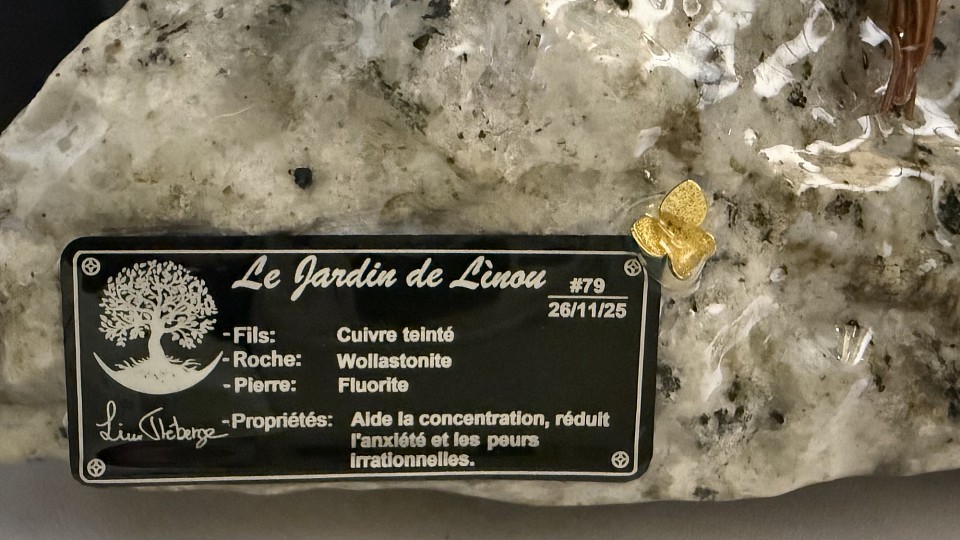 Le Jardin de Lìnou
#79
26/11/25
-Fils: Cuivre teinté
-Roche: Wollastonite
-Pierre: Fluorite
-Propriétés: Aide la concentration, réduit
l'anxiété et les peurs
irrationnelles.